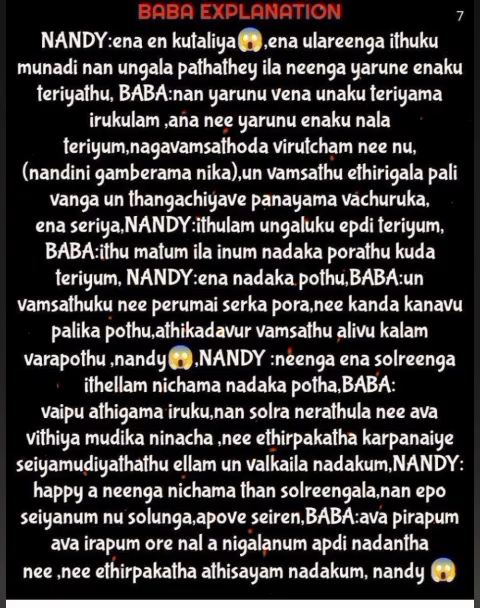 BABA EXPLANATION
7
NANDY:ena en kutaliya😱,ena ulareenga ithuku
munadi nan ungala pathathey ila neenga yarune enaku
teriyathu, BABA:nan yarunu vena unaku teriyama
irukulam ,ana nee yarunu enaku nala
teriyum,nagavamsathoda virutcham nee nu,
(nandini gamberama nika),un vamsathu ethirigala pali
vanga un thangachiyave panayama vachuruka,
ena seriya,NANDY:ithulam ungaluku epdi teriyum,
BABA:ithu matum ila inum nadaka porathu kuda
teriyum, NANDY:ena nadaka pothu,BABA:un
vamsathuku nee perumai serka pora,nee kanda kanavu
palika pothu,athikadavur vamsathu alivu kalam
varapothu ,nandy😱,NANDY :neenga ena solreenga
ithellam nichama nadaka potha,BABA:
vaipu athigama iruku,nan solra nerathula nee ava
vithiya mudika ninacha ,nee ethirpakatha karpanaiye
seiyamudiyathathu ellam un valkaila nadakum,NANDY:
happy a neenga nichama than solreengala,nan epo
seiyanum nu solunga,apove seiren,BABA:ava pirapum
ava irapum ore nal a nigalanum apdi nadantha
nee ,nee ethirpakatha athisayam nadakum, nandy 😱